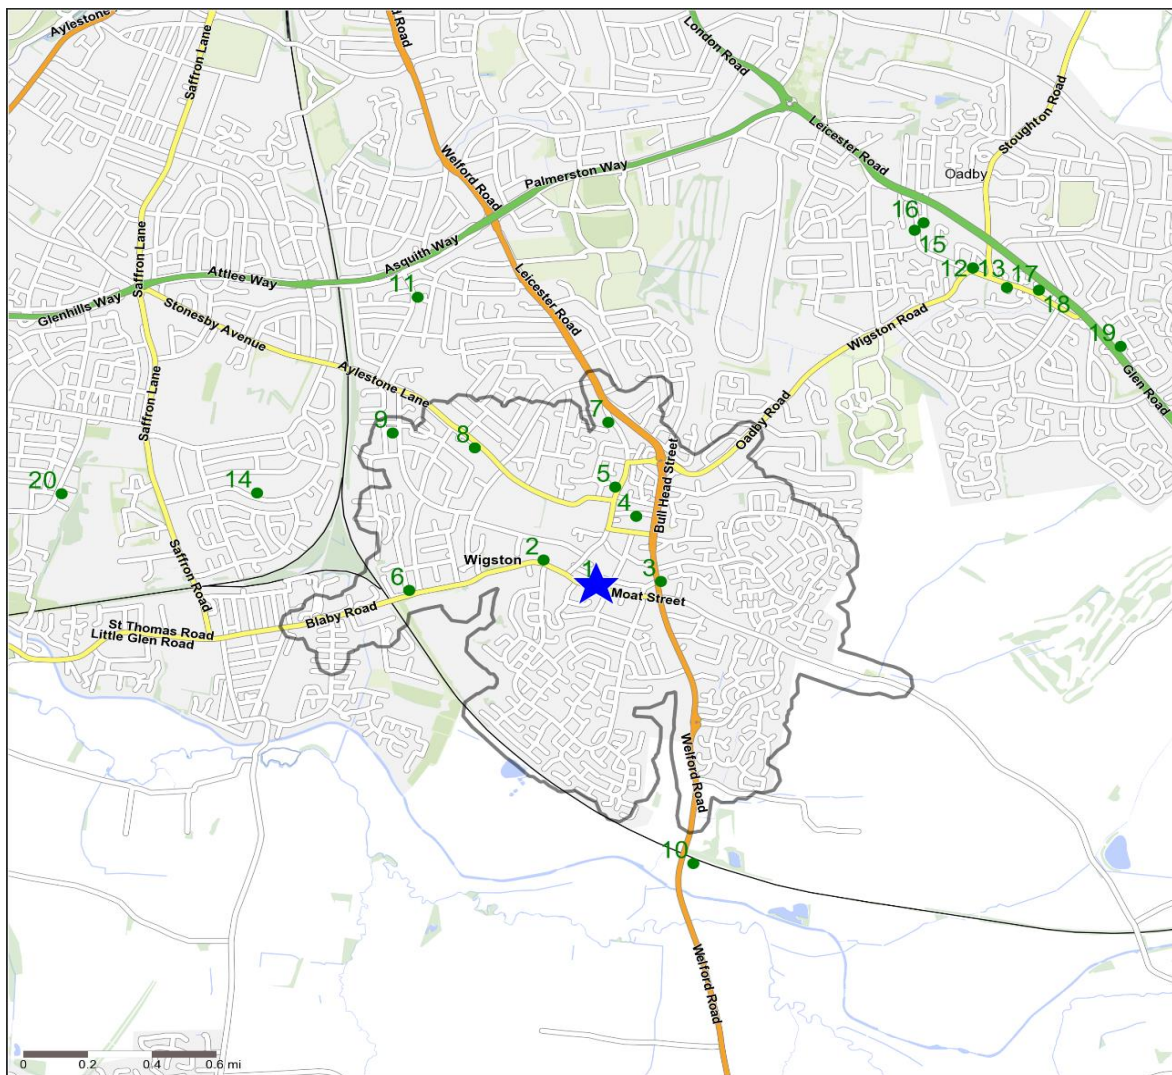 Aylestone
Saffron Lane
d Road
London Road
Leicester Road
Stoughton Road
Oadby
Welford Road
Palmerston Way
Asquith Way
Attlee Way
Glenhills Way
Saffron Lane
Stonesby Avenue
11
16
15
12
13
17
18
19
Glen Road
Leicester Road
Wigston Road
Oadby Road
Aylestone Lane
Saffron Lane
9
8
7
5
4
Bull Head Street
20
14
Saffron Road
2
Wigston
1
3
Moat Street
6
Blaby Road
St Thomas Road
Little Glen Road
Welford Road
10
Welford Road
0
0.2
0.4
0.6 mi